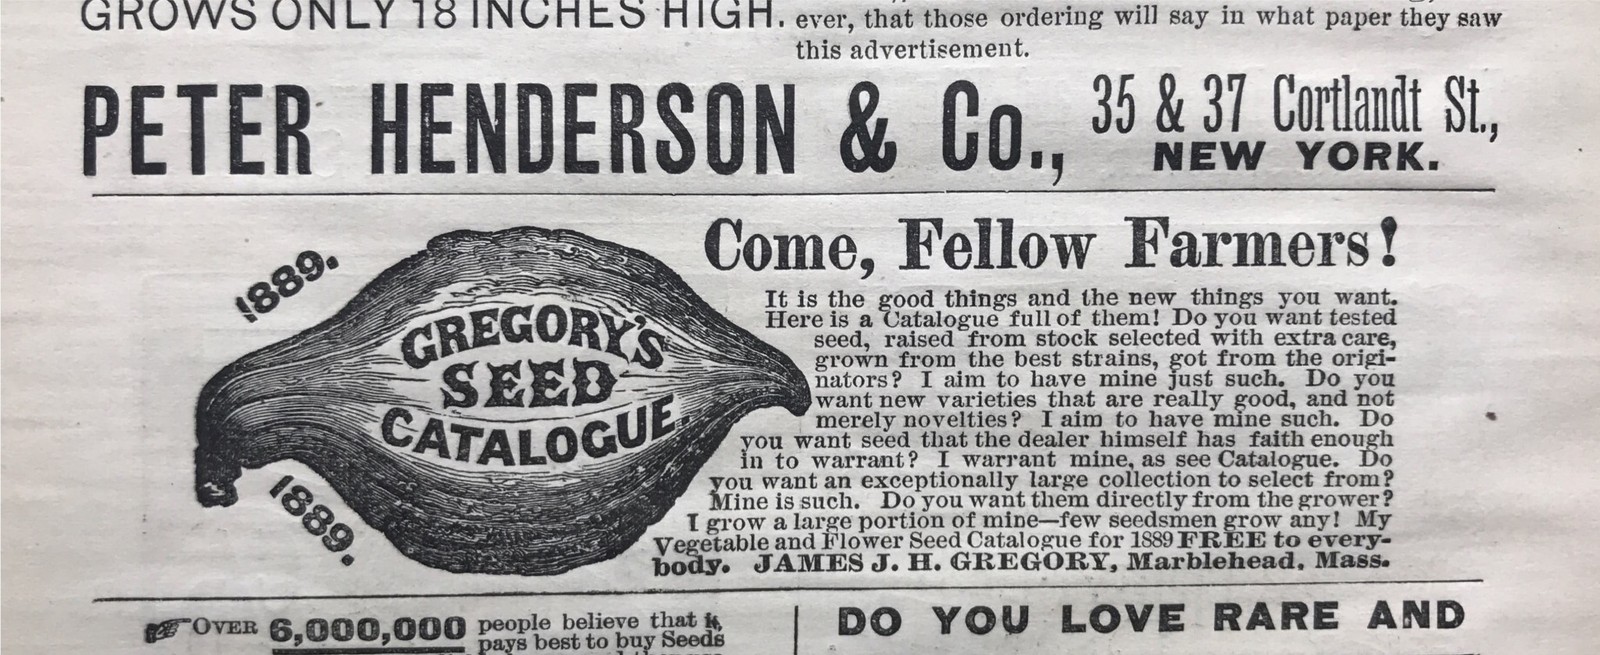 GROWS ONLY 18 INCHES HIGH.
ever, that those ordering will say in what paper they saw
this advertisement.
PETER HENDERSON & Co.,
35 & 37 Cortlandt St.,
NEW YORK.
1889.
GREGORY'S
SEED
CATALOGUE.
1889.
Come, Fellow Farmers!
It is the good things and the new things you want.
Here is a Catalogue full of them! Do you want tested
seed, raised from stock selected with extra care,
grown from the best strains, got from the origi-
nators? I aim to have mine just such. Do you
want new varieties that are really good, and not
merely novelties? I aim to have mine such. Do
you want seed that the dealer himself has faith enough
in to warrant? I warrant mine, as see Catalogue. Do
you want an exceptionally large collection to select from?
Mine is such. Do you want them directly from the grower?
I grow a large portion of mine—few seedsmen grow any! My
Vegetable and Flower Seed Catalogue for 1889 FREE to every-
body. JAMES J. H. GREGORY, Marblehead, Mass.
OVER 6,000,000 people believe that it
pays best to buy Seeds
DO YOU LOVE RARE AND